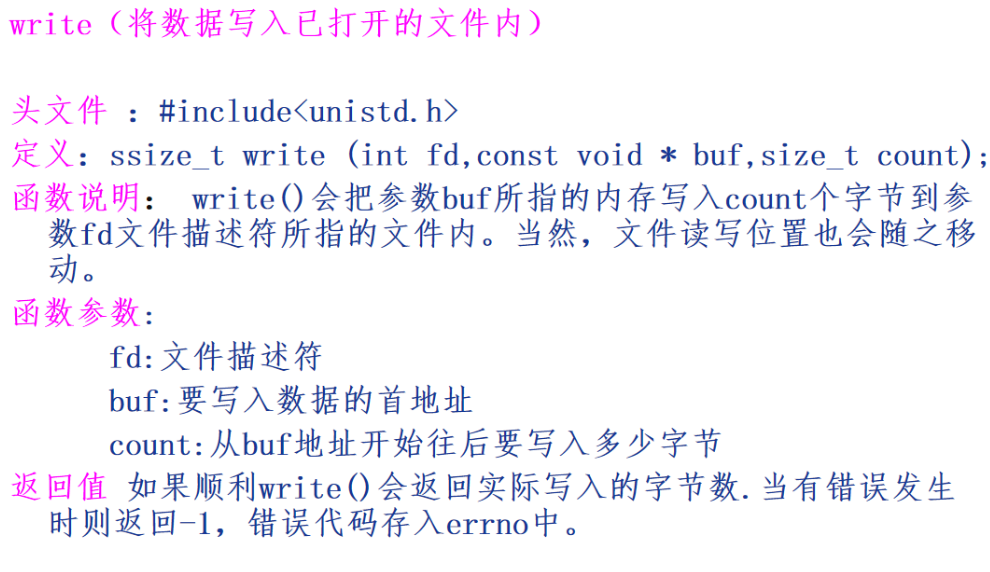 write（将数据写入已打开的文件内）
头文件 ：#include<unistd.h>
定义：ssize_t write (int fd,const void * buf,size_t count);
函数说明： write()会把参数buf所指的内存写入count个字节到参
数fd文件描述符所指的文件内。当然，文件读写位置也会随之移
动。
函数参数:
fd:文件描述符
buf:要写入数据的首地址
count:从buf地址开始往后要写入多少字节
返回值 如果顺利write()会返回实际写入的字节数.当有错误发生
时则返回-1，错误代码存入errno中。